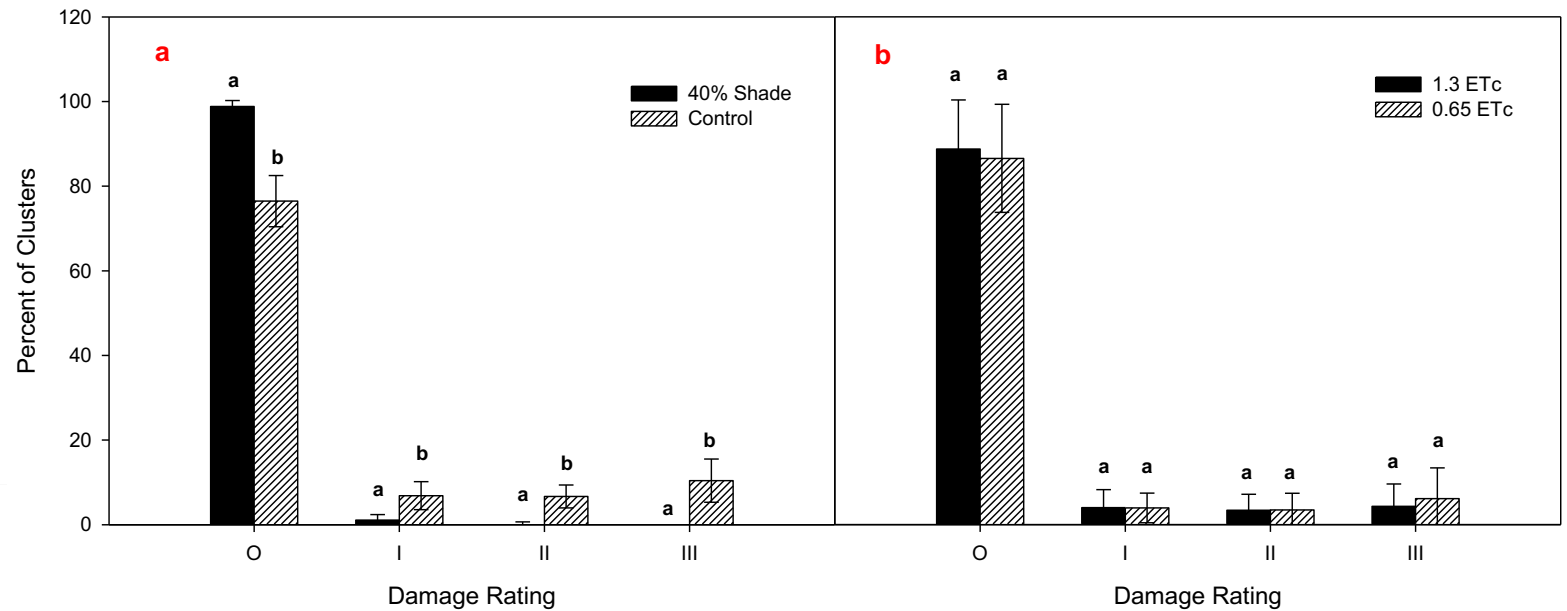 120
100
80
60
40
20
0
Percent of Clusters
a
40% Shade
Control
a
b
a
b
a
b
a
b
O
I
II
III
Damage Rating
b
1.3 ETc
0.65 ETc
a
a
a
a
a
a
a
a
O
I
II
III
Damage Rating